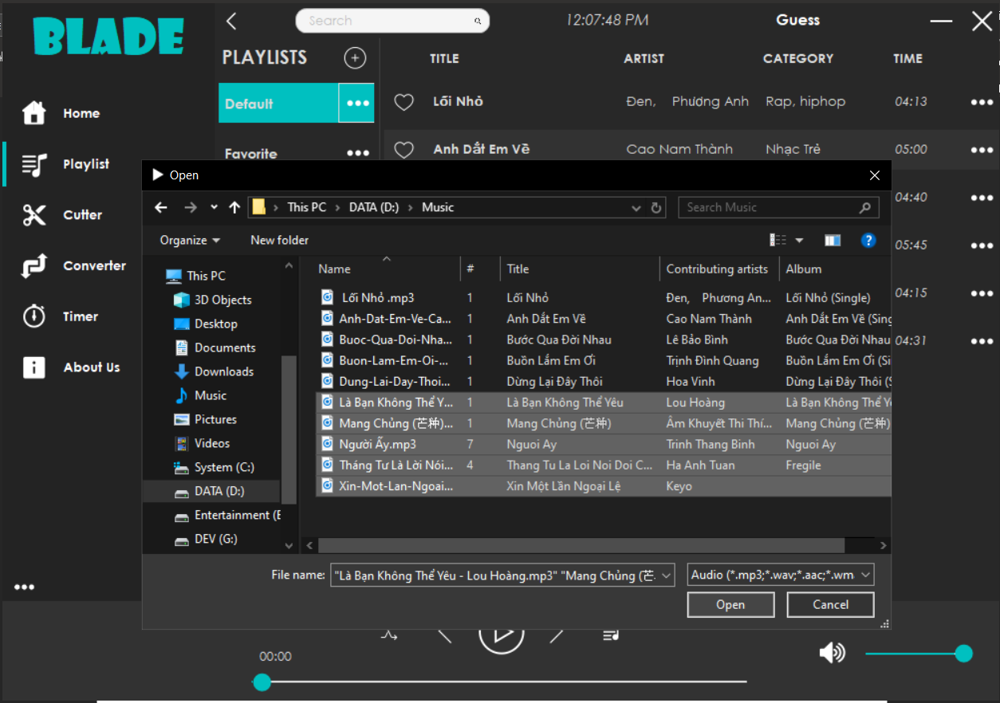 BLADE
Search
12:07:48 PM
Guess
Home
Playlist
Cutter
Converter
Timer
About Us
PLAYLISTS
Default
Favorite
TITLE ARTIST CATEGORY TIME
Lối Nhỏ Đen, Phương Anh Rap, hiphop 04:13
Anh Dắt Em Về Cao Nam Thành Nhạc Trẻ 05:00
04:40
05:45
04:15
04:31
Open
This PC > DATA (D:) > Music
Search Music
Organize
New folder
This PC
3D Objects
Desktop
Documents
Downloads
Music
Pictures
Videos
System (C:)
DATA (D:)
Entertainment (E
DEV (G:)
Name # Title Contributing artists Album
Lối Nhỏ .mp3 1 Lối Nhỏ Đen, Phương An... Lối Nhỏ (Single)
Anh-Dat-Em-Ve-Ca... 1 Anh Dắt Em Về Cao Nam Thành Anh Dắt Em Về (Sing
Buoc-Qua-Doi-Nha... 1 Bước Qua Đời Nhau Lê Bảo Bình Bước Qua Đời Nhau
Buon-Lam-Em-Oi-... 1 Buồn Lắm Em Ơi Trịnh Đình Quang Buồn Lắm Em Ơi (Si
Dung-Lai-Day-Thoi... 1 Dừng Lại Đây Thôi Hoa Vinh Dừng Lại Đây Thôi (S
Là Bạn Không Thể Y... 1 Là Bạn Không Thể Yêu Lou Hoàng Là Bạn Không Thể Yê
Mang Chủng (芒种)... 1 Mang Chủng (芒种) Âm Khuyết Thi Thí... Mang Chủng (芒种)
Người Ấy.mp3 7 Nguoi Ay Trinh Thang Binh Nguoi Ay
Tháng Tư Là Lời Nói... 4 Thang Tu La Loi Noi Doi C... Ha Anh Tuan Fregile
Xin-Mot-Lan-Ngoai... Xin Một Lần Ngoại Lệ Keyo
File name: "Là Bạn Không Thể Yêu - Lou Hoàng.mp3" "Mang Chủng (芒
Audio (*.mp3;*.wav;*.aac;*.wm
Open
Cancel
00:00